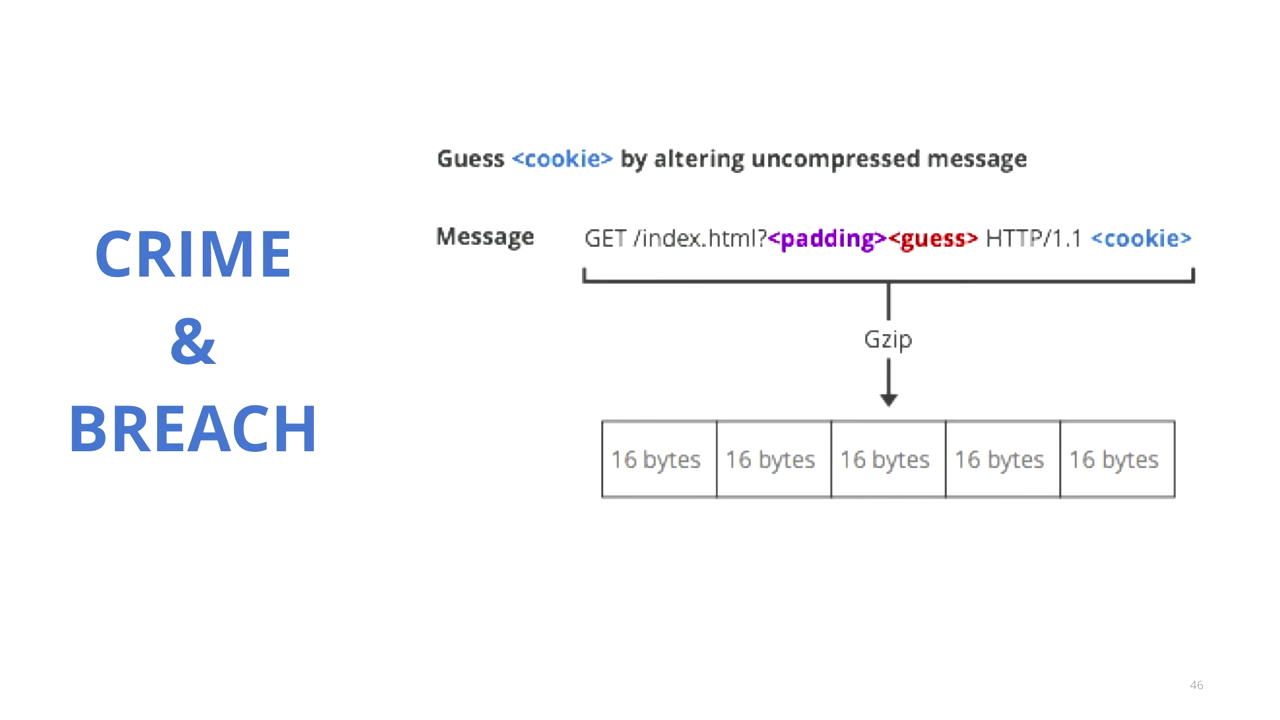 CRIME
&
BREACH
Guess <cookie> by altering uncompressed message
Message GET /index.html?<padding><guess> HTTP/1.1 <cookie>
Gzip
16 bytes 16 bytes 16 bytes 16 bytes 16 bytes
46